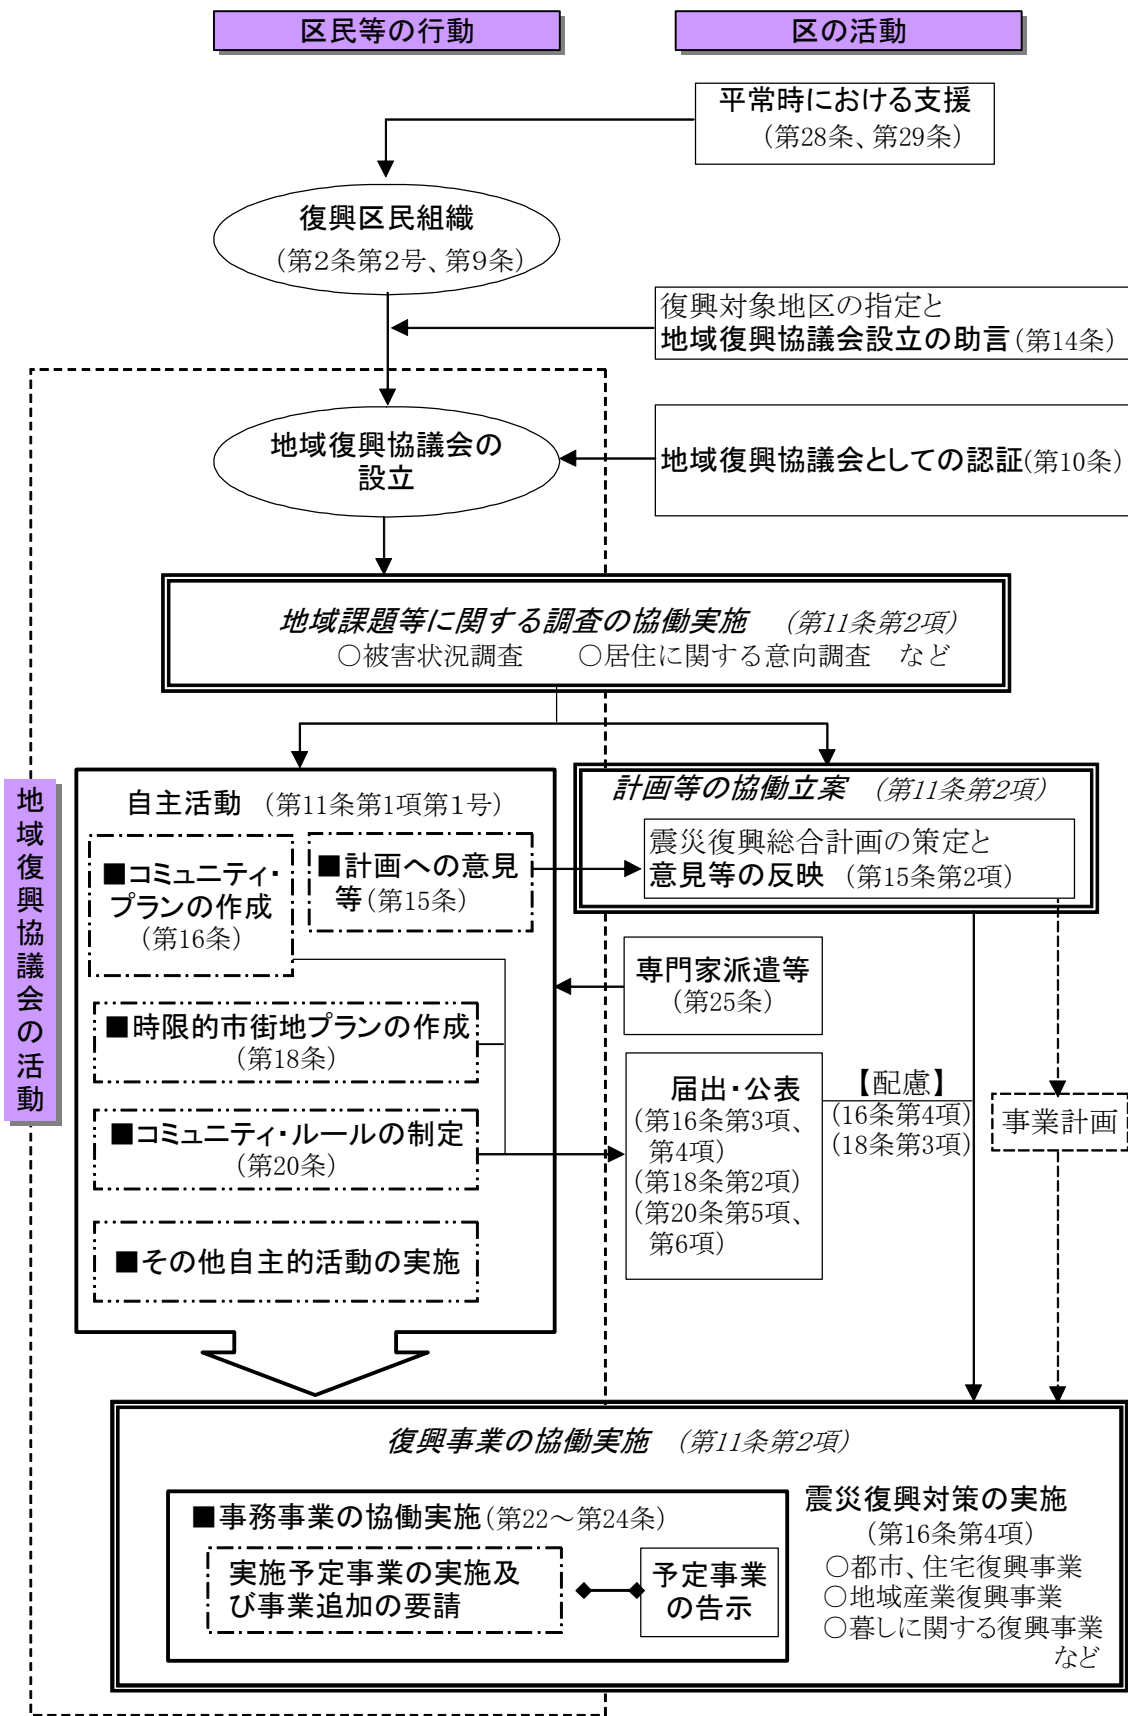 区民等の行動
区の活動
平常時における支援
（第28条、第29条）
復興区民組織
（第2条第2号、第9条）
復興対象地区の指定と
地域復興協議会設立の助言（第14条）
地域復興協議会の
設立
地域復興協議会としての認証(第10条）
地域課題等に関する調査の協働実施　（第11条第2項）
○被害状況調査　　○居住に関する意向調査　など
地域復興協議会の活動
自主活動　（第11条第1項第１号）
■コミュニティ・
プランの作成
（第16条）
■計画への意見
等（第15条）
計画等の協働立案　（第11条第2項）
震災復興総合計画の策定と
意見等の反映　（第15条第2項）
専門家派遣等
（第25条）
■時限的市街地プランの作成
（第18条）
■コミュニティ・ルールの制定
（第20条）
■その他自主的活動の実施
届出・公表
（第16条第3項、
第4項）
（第18条第2項）
（第20条第5項、
第6項）
【配慮】
（16条第4項）
（18条第3項）
事業計画
復興事業の協働実施　（第11条第2項）
■事務事業の協働実施（第22～第24条）
実施予定事業の実施及
び事業追加の要請
予定事業
の告示
震災復興対策の実施
（第16条第4項）
○都市、住宅復興事業
○地域産業復興事業
○暮しに関する復興事業
など